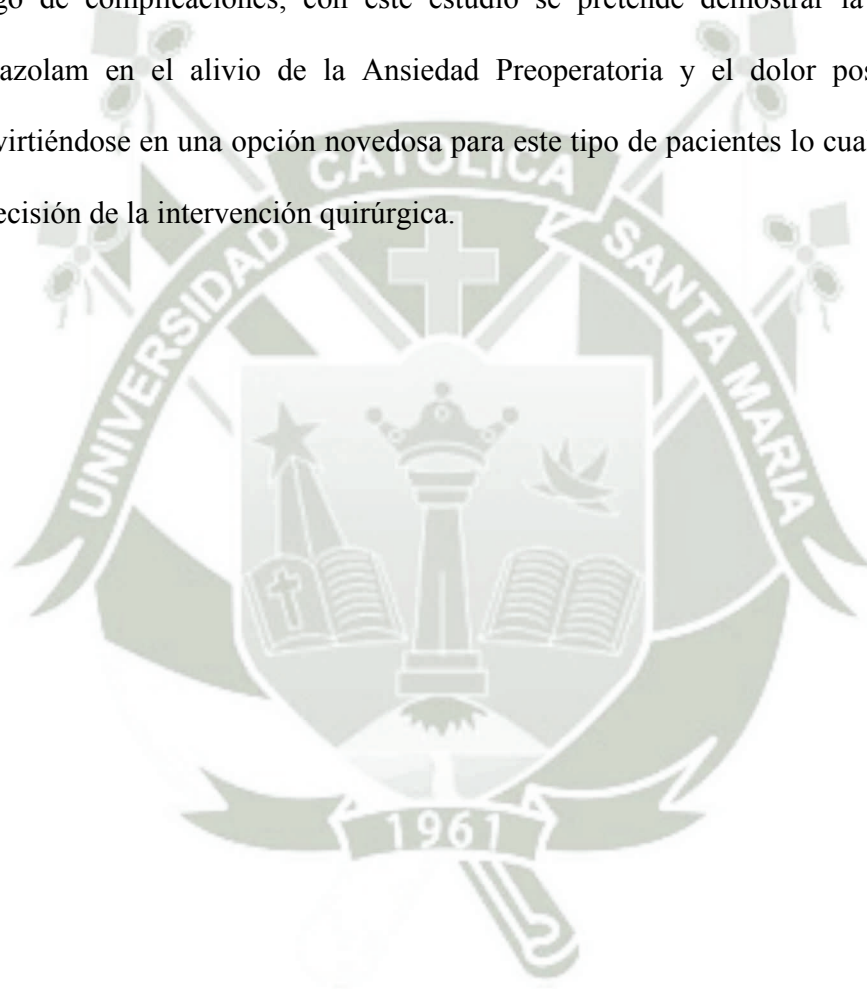 go de complicaciones, con este estudio se pretende demostrar la
azolam en el alivio de la Ansiedad Preoperatoria y el dolor pos
virtiéndose en una opción novedosa para este tipo de pacientes lo cua
ecisión de la intervención quirúrgica.
UNIVERSIDAD CATOLICA SANTA MARIA
1961